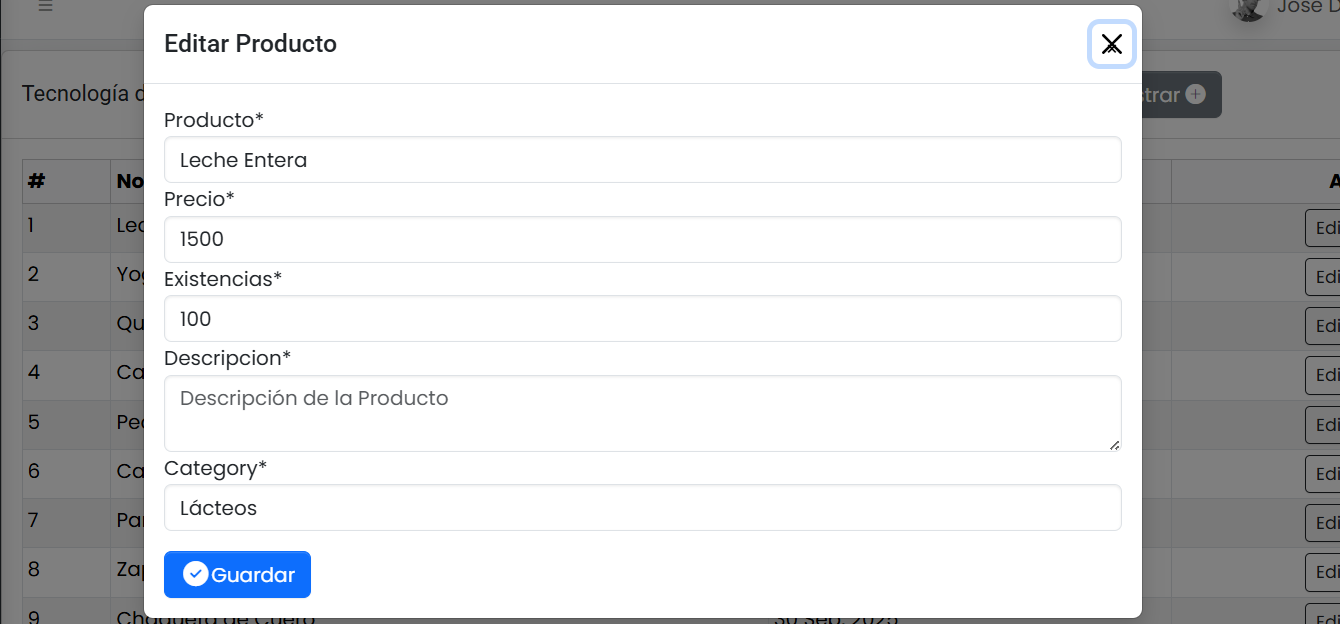 Jose D
Editar Producto
Tecnología d
strar
Producto*
Leche Entera
#
No
A
Precio*
1
Lec
1500
Edi
2
Yog
Edi
Existencias*
3
Qu
100
Edi
Descripcion*
4
Ca
Edi
Descripción de la Producto
5
Pec
Edi
6
Ca
Edi
Category*
Lácteos
7
Par
Edi
8
Zap
Edi
Guardar
9
Chaqueta de Cuero
30 Sep. 2025
Edi